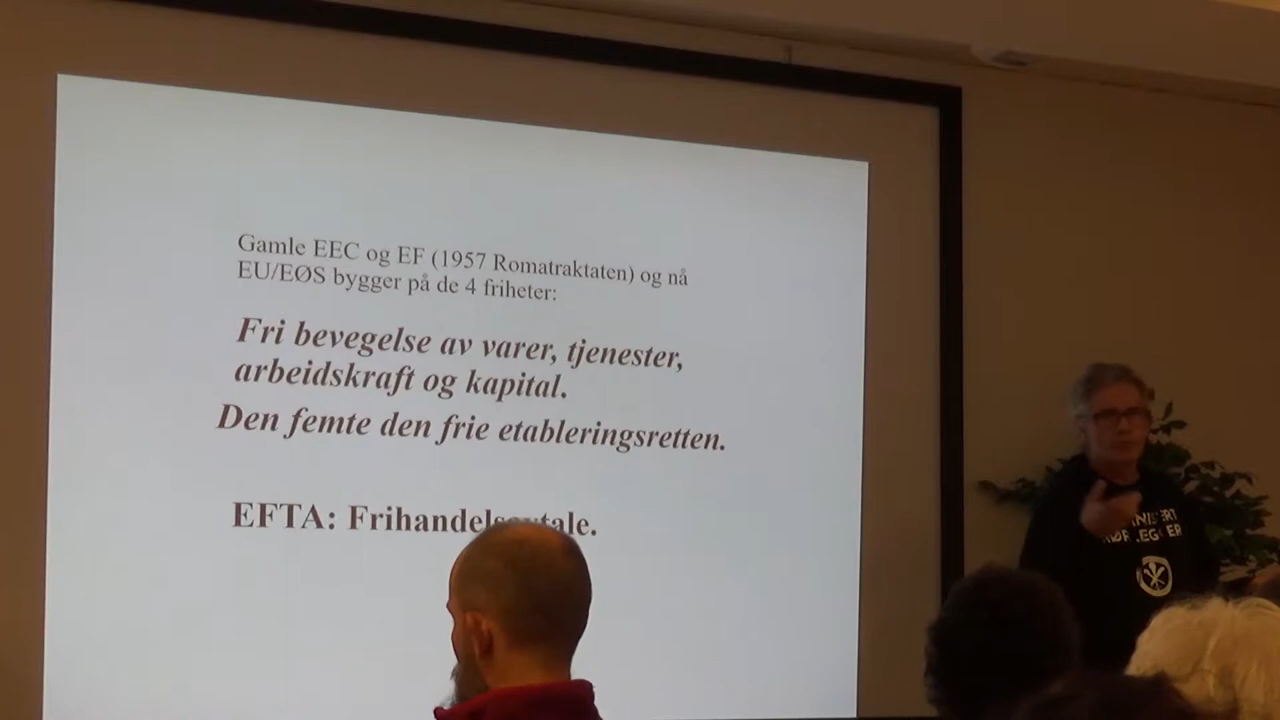 Gamle EEC og EF (1957 Romatraktaten) og nå
EU/EØS bygger på de 4 friheter:
Fri bevegelse av varer, tjenester,
arbeidskraft og kapital.
Den femte den frie etableringsretten.
EFTA: Frihandelsavtale.